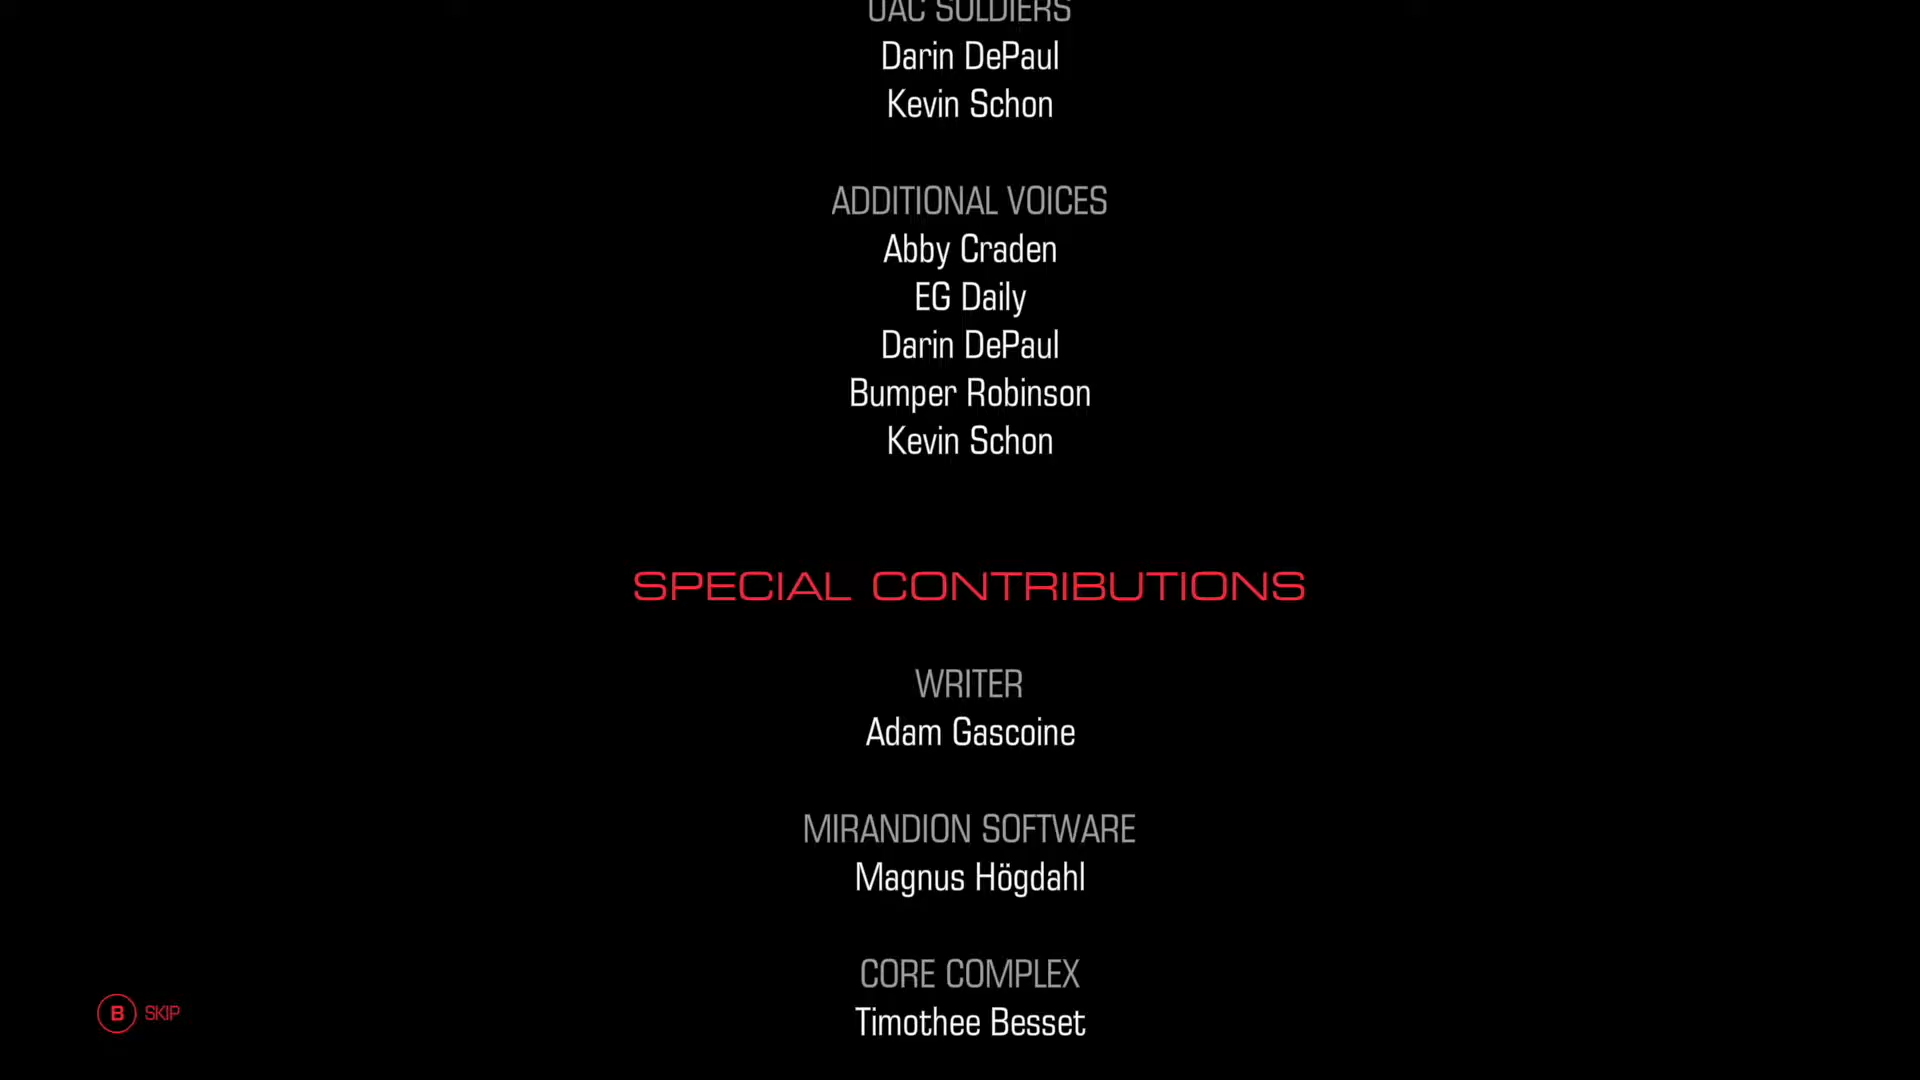 UAC SOLDIERS
Darin DePaul
Kevin Schon
ADDITIONAL VOICES
Abby Craden
EG Daily
Darin DePaul
Bumper Robinson
Kevin Schon
SPECIAL CONTRIBUTIONS
WRITER
Adam Gascoine
MIRANDION SOFTWARE
Magnus Högdahl
CORE COMPLEX
Timothee Besset
B SKIP